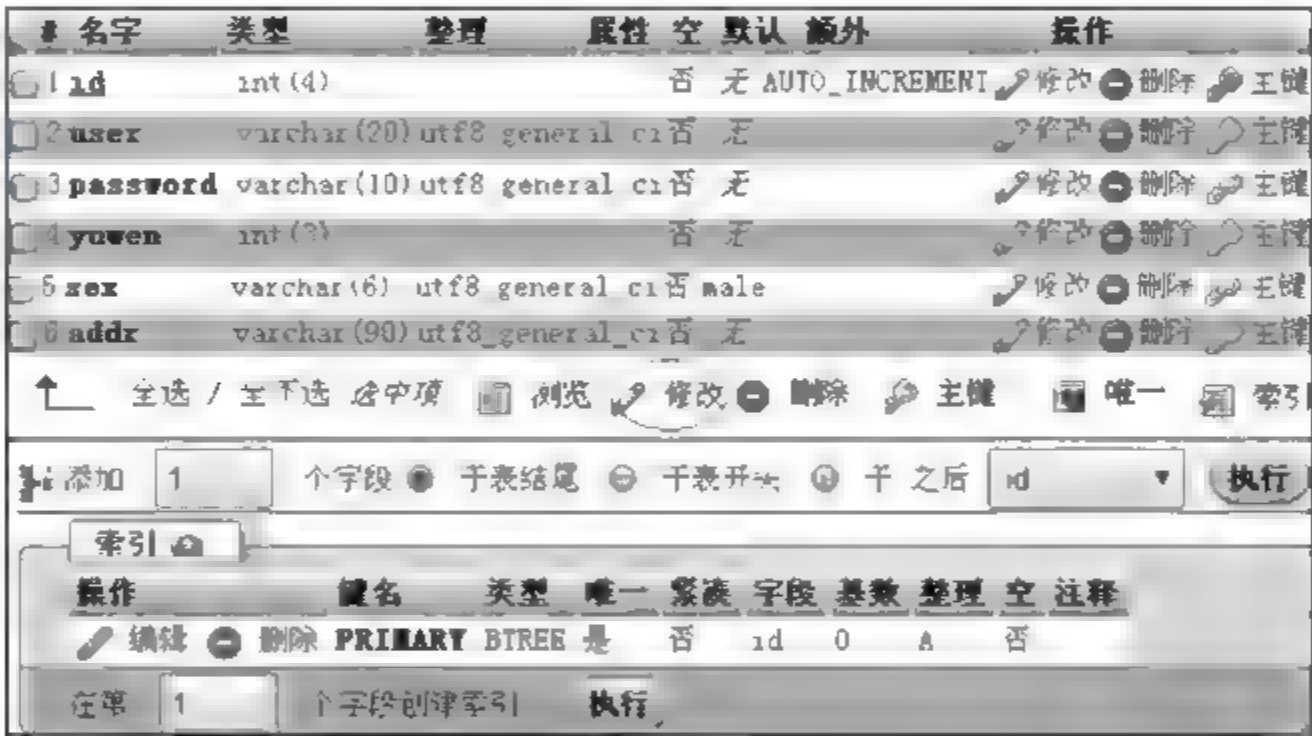 # 名字 类型 整理 属性 空 默认 额外 操作
1 id int(4) 否 无 AUTO_INCREMENT 修改 删除 主键
2 user varchar(20) utf8_general_ci 否 无 修改 删除 主键
3 password varchar(10) utf8_general_ci 否 无 修改 删除 主键
4 yuwen int(3) 否 无 修改 删除 主键
5 sex varchar(6) utf8_general_ci 否 male 修改 删除 主键
6 addr varchar(90) utf8_general_ci 否 无 修改 删除 主键
全选 / 全不选 选中项 浏览 修改 删除 主键 唯一 索引
添加 1 个字段 于表结尾 于表开头 于 之后 id 执行
索引
操作 键名 类型 唯一 紧凑 字段 基数 整理 空 注释
编辑 删除 PRIMARY BTREE 是 否 id 0 A 否
在第 1 个字段创建索引 执行